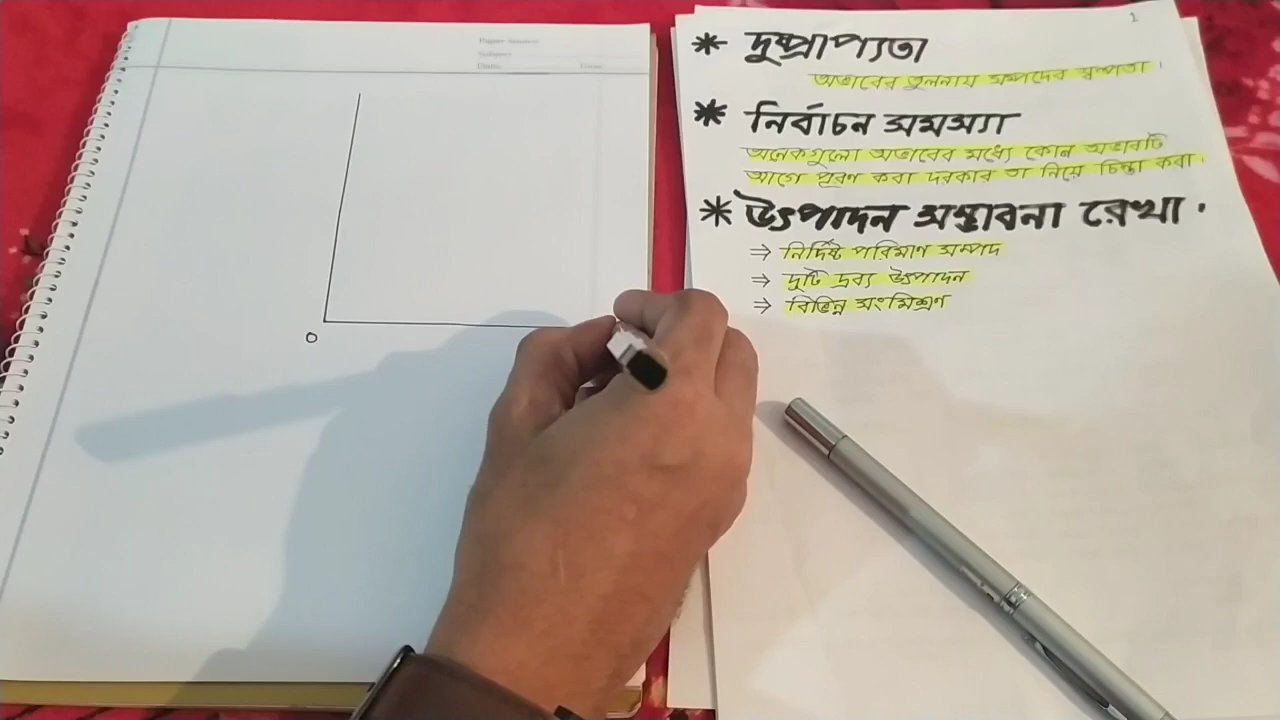 o
1
* দুষ্প্রাপ্যতা
অভাবের তুলনায় সম্পদের স্বল্পতা।
* নির্বাচন সমস্যা
অনেকগুলো অভাবের মধ্যে কোন অভাবটি
আগে পূরণ করা দরকার তা নিয়ে চিন্তা করা।
* উৎপাদন সম্ভাবনা রেখা.
⇒ নির্দিষ্ট পরিমাণ সম্পদ
⇒ দুটি দ্রব্য উৎপাদন
⇒ বিভিন্ন সংমিশ্রণ